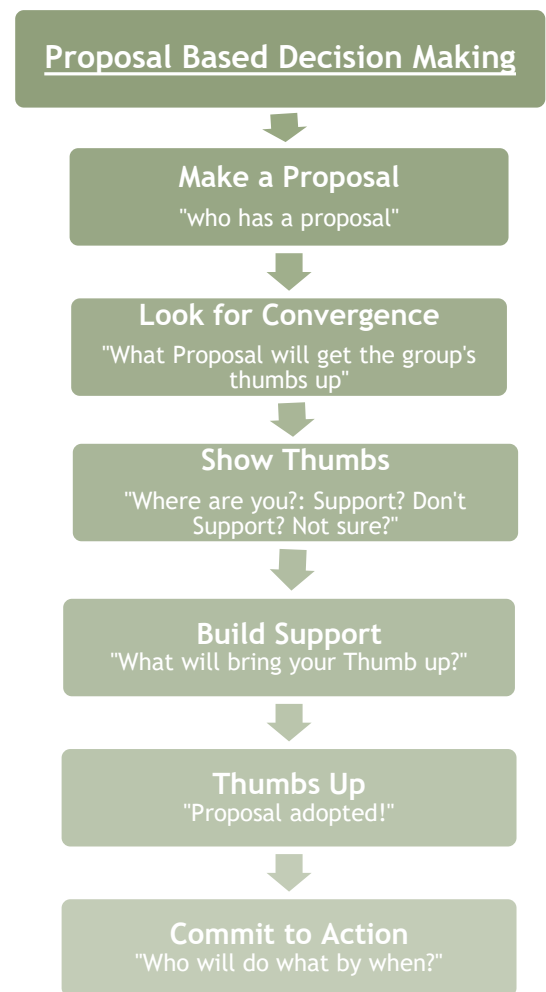 Proposal Based Decision Making
Make a Proposal
"who has a proposal"
Look for Convergence
"What Proposal will get the group's
thumbs up"
Show Thumbs
"Where are you?: Support? Don't
Support? Not sure?"
Build Support
"What will bring your Thumb up?"
Thumbs Up
"Proposal adopted!"
Commit to Action
"Who will do what by when?"